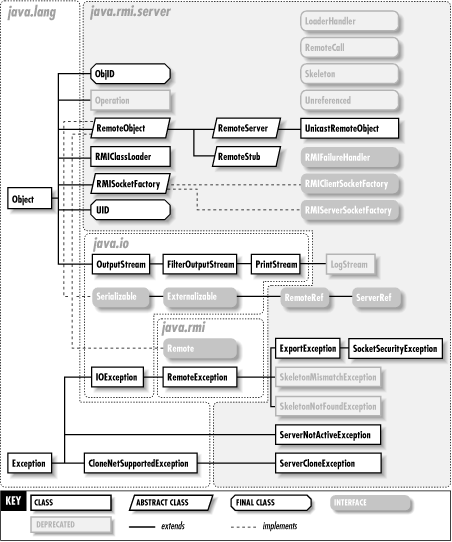 java.lang
java.rmi.server
LoaderHandler
RemoteCall
ObjID
Skeleton
Operation
Unreferenced
RemoteObject
RemoteServer
UnicastRemoteObject
RMIClassLoader
RemoteStub
RMIFailureHandler
RMISocketFactory
RMIClientSocketFactory
Object
UID
RMIServerSocketFactory
java.io
OutputStream
FilterOutputStream
PrintStream
LogStream
Serializable
Externalizable
RemoteRef
ServerRef
java.rmi
Remote
ExportException
SocketSecurityException
IOException
RemoteException
SkeletonMismatchException
SkeletonNotFoundException
ServerNotActiveException
Exception
CloneNetSupportedException
ServerCloneException
KEY
CLASS
ABSTRACT CLASS
FINAL CLASS
INTERFACE
DEPRECATED
extends
implements